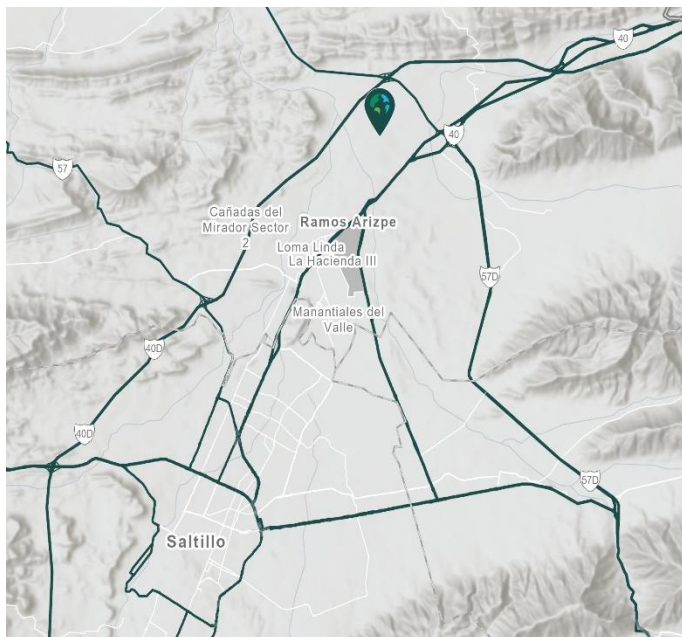 40
40
57
Cañadas del
Mirador Sector
2
Ramos Arizpe
Loma Linda
La Hacienda III
57D
Manantiales del
Valle
40D
40D
57D
Saltillo